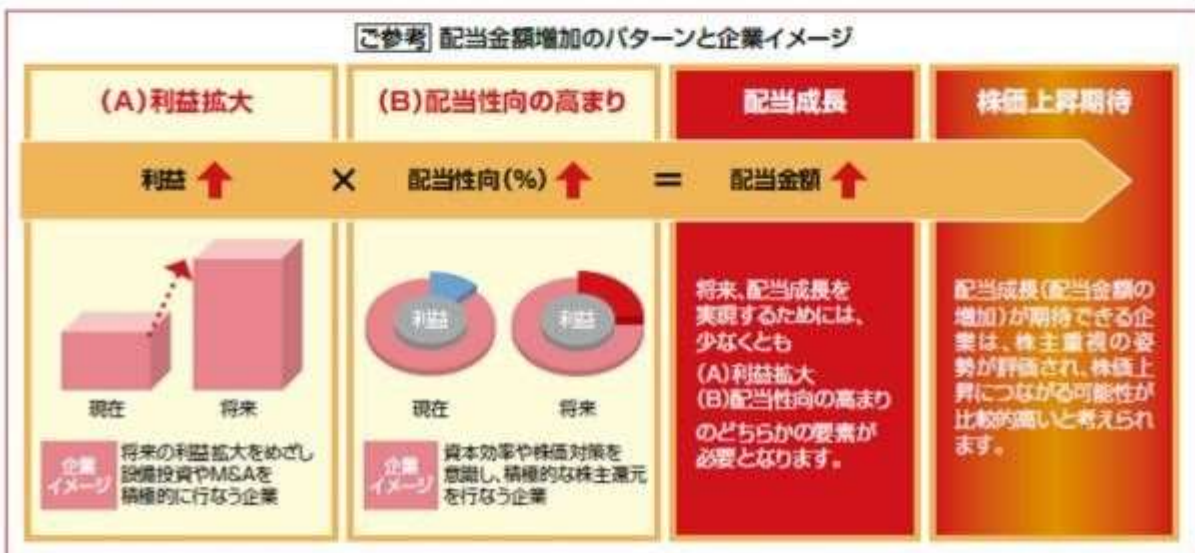 ご参考 配当金額増加のパターンと企業イメージ
(A)利益拡大
(B)配当性向の高まり
配当成長
株価上昇期待
利益 × 配当性向(%) = 配当金額
現在
将来
企業
イメージ
将来の利益拡大をめざし
設備投資やM&Aを
積極的に行なう企業
利益
利益
現在
将来
企業
イメージ
資本効率や株価対策を
意識し、積極的な株主還元
を行なう企業
将来、配当成長を
実現するためには、
少なくとも
(A)利益拡大
(B)配当性向の高まり
のどちらかの要素が
必要となります。
配当成長(配当金額の
増加)が期待できる企
業は、株主重視の姿
勢が評価され、株価上
昇につながる可能性が
比較的高いと考えられ
ます。